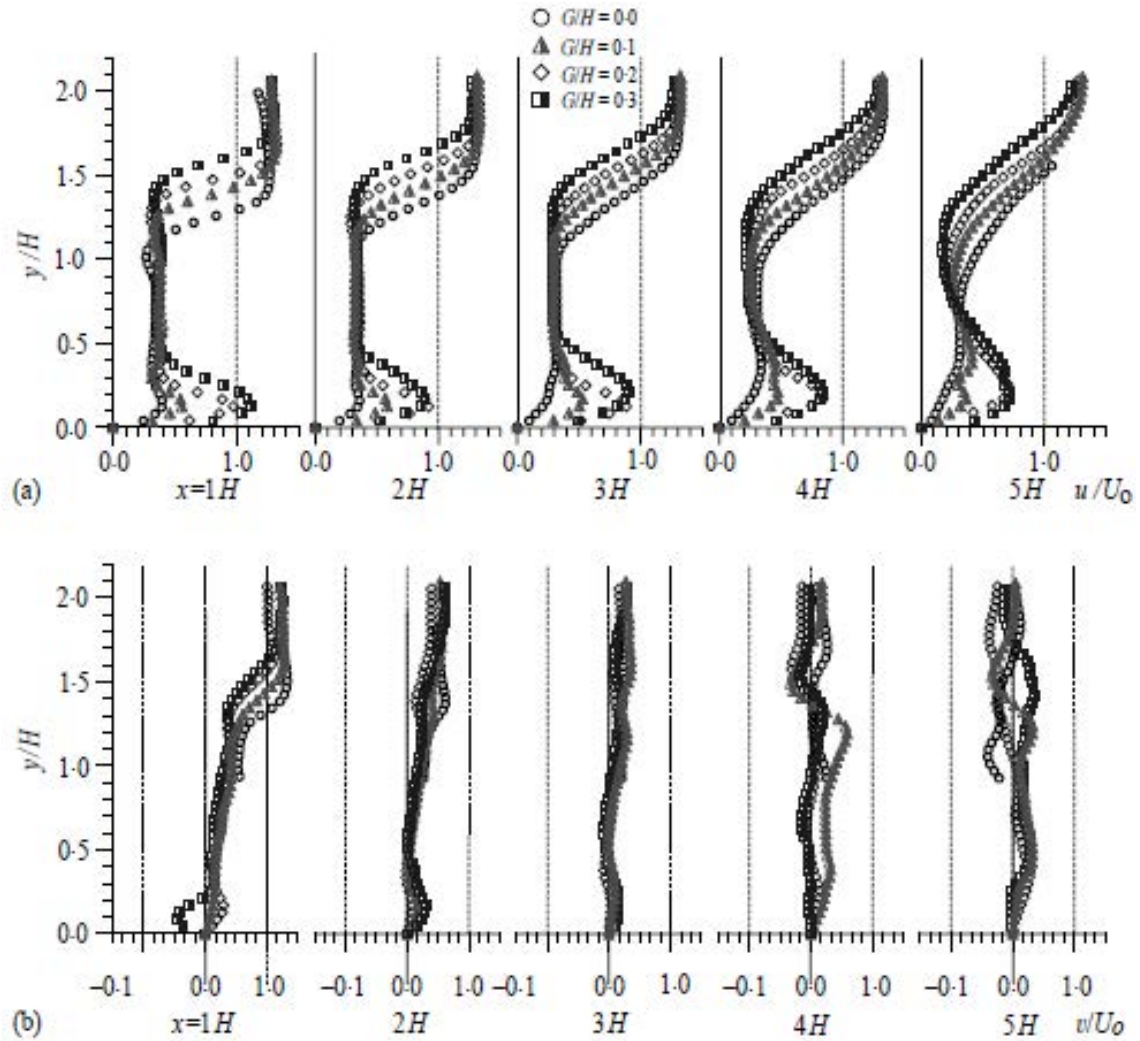 G/H = 0·0
G/H = 0·1
G/H = 0·2
G/H = 0·3
2·0
1·5
1·0
0·5
0·0
y/H
0·0 1·0 0·0 1·0 0·0 1·0 0·0 1·0 0·0 1·0
(a) x=1H 2H 3H 4H 5H u/U₀
2·0
1·5
1·0
0·5
0·0
y/H
−0·1 0·0 1·0 −0·1 0·0 1·0 −0·1 0·0 1·0 −0·1 0·0 1·0 −0·1 0·0 1·0
(b) x=1H 2H 3H 4H 5H v/U₀